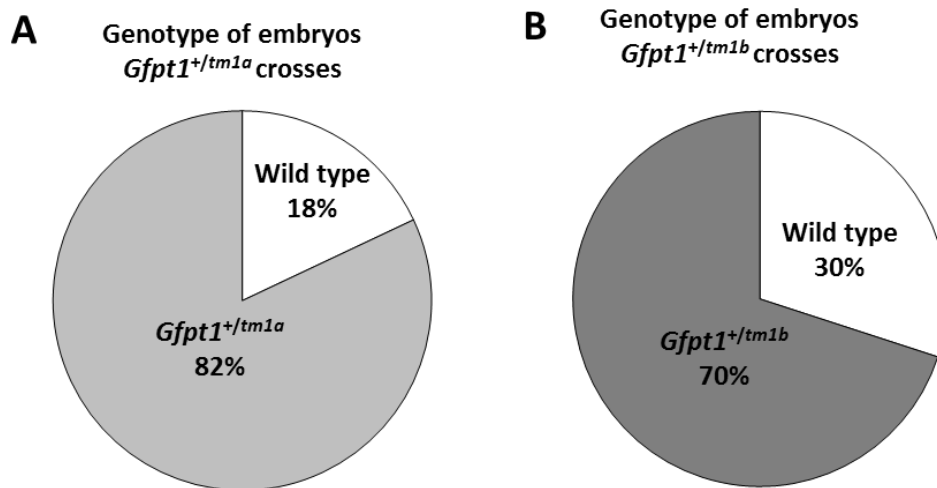 A
Genotype of embryos
Gfpt1+/tm1a crosses
Wild type
18%
Gfpt1+/tm1a
82%
B
Genotype of embryos
Gfpt1+/tm1b crosses
Wild type
30%
Gfpt1+/tm1b
70%